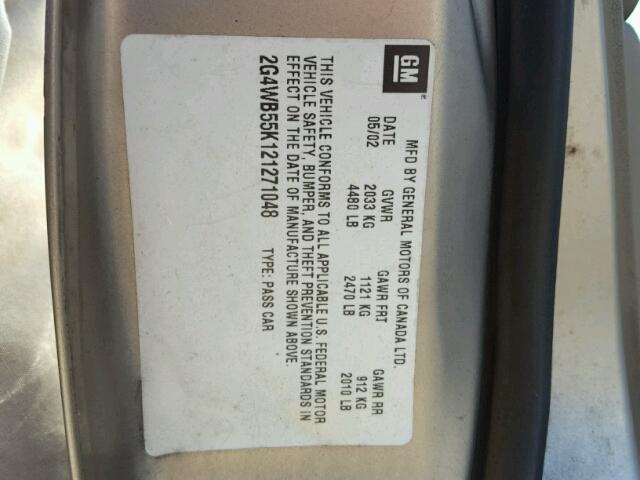 GM
MFD BY GENERAL MOTORS OF CANADA LTD.
DATE GVWR GAWR FRT GAWR RR
05/02 2033 KG 1121 KG 912 KG
4480 LB 2470 LB 2010 LB
THIS VEHICLE CONFORMS TO ALL APPLICABLE U.S. FEDERAL MOTOR
VEHICLE SAFETY, BUMPER, AND THEFT PREVENTION STANDARDS IN
EFFECT ON THE DATE OF MANUFACTURE SHOWN ABOVE.
2G4WB55K121271048 TYPE: PASS CAR